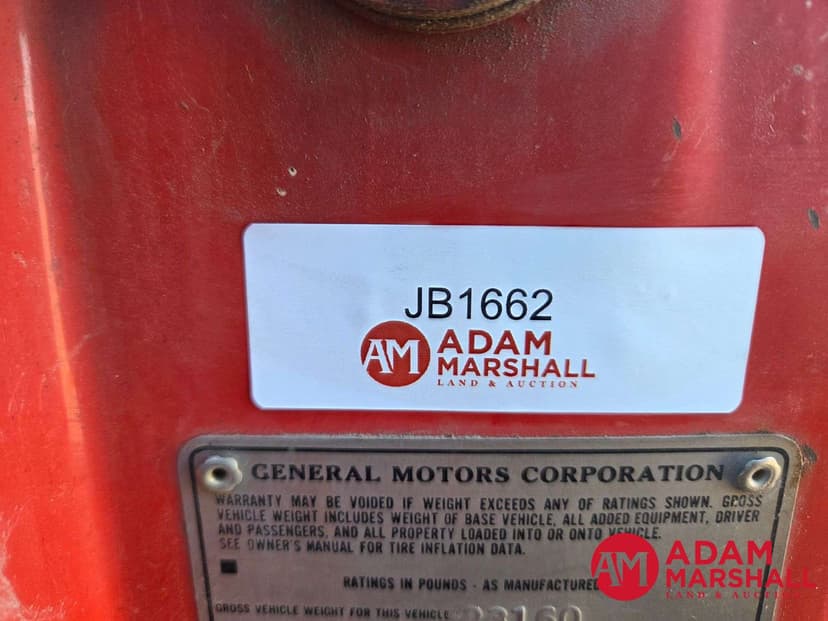 JB1662
AM ADAM
MARSHALL
LAND & AUCTION
GENERAL MOTORS CORPORATION
WARRANTY MAY BE VOIDED IF WEIGHT EXCEEDS ANY OF RATINGS SHOWN. GROSS
VEHICLE WEIGHT INCLUDES WEIGHT OF BASE VEHICLE, ALL ADDED EQUIPMENT, DRIVER
AND PASSENGERS, AND ALL PROPERTY LOADED INTO OR ONTO VEHICLE.
SEE OWNER'S MANUAL FOR TIRE INFLATION DATA.
RATINGS IN POUNDS - AS MANUFACTURED
GROSS VEHICLE WEIGHT FOR THIS VEHICLE 23160
AM ADAM
MARSHALL
LAND & AUCTION